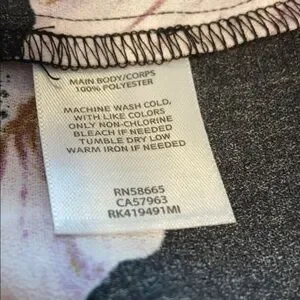 MAIN BODY/CORPS
100% POLYESTER
MACHINE WASH COLD,
WITH LIKE COLORS
ONLY NON-CHLORINE
BLEACH IF NEEDED
TUMBLE DRY LOW
WARM IRON IF NEEDED
RN58665
CA57963
RK419491MI